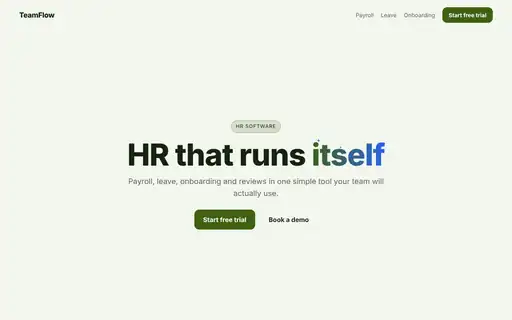 TeamFlow
Payroll Leave Onboarding Start free trial
HR SOFTWARE
HR that runs itself
Payroll, leave, onboarding and reviews in one simple tool your team will
actually use.
Start free trial Book a demo